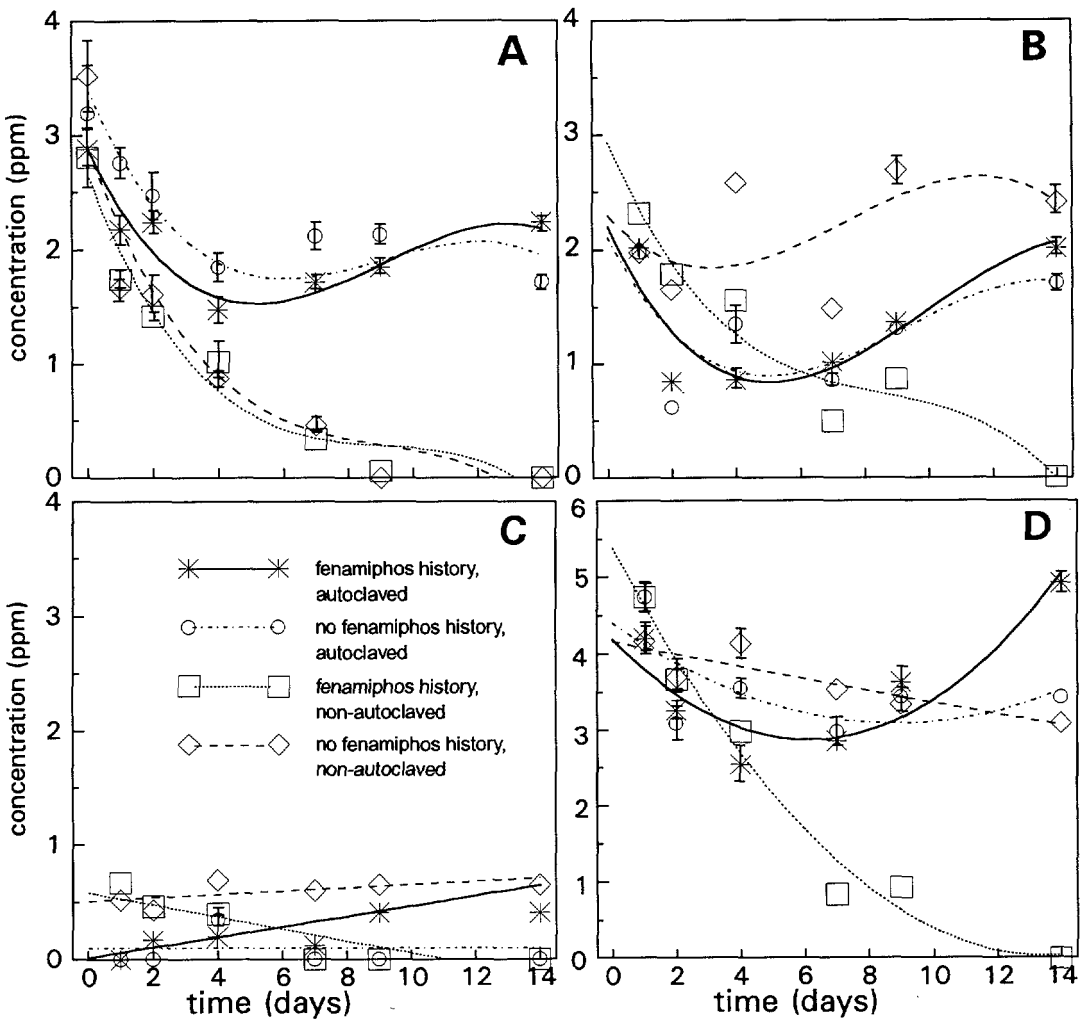 A
4
3
2
1
0
concentration (ppm)
B
4
3
2
1
0
C
4
3
2
1
0
concentration (ppm)
fenamiphos history,
autoclaved
no fenamiphos history,
autoclaved
fenamiphos history,
non-autoclaved
no fenamiphos history,
non-autoclaved
0 2 4 6 8 10 12 14
time (days)
D
6
5
4
3
2
1
0
0 2 4 6 8 10 12 14
time (days)